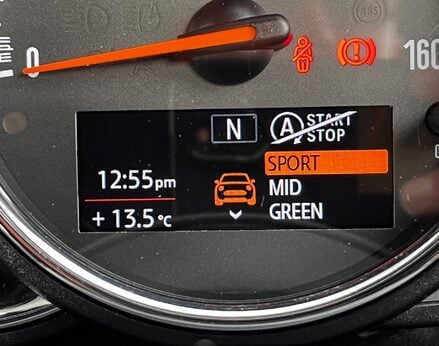 0
160
N
A START
STOP
SPORT
12:55pm
MID
+ 13.5°C
GREEN